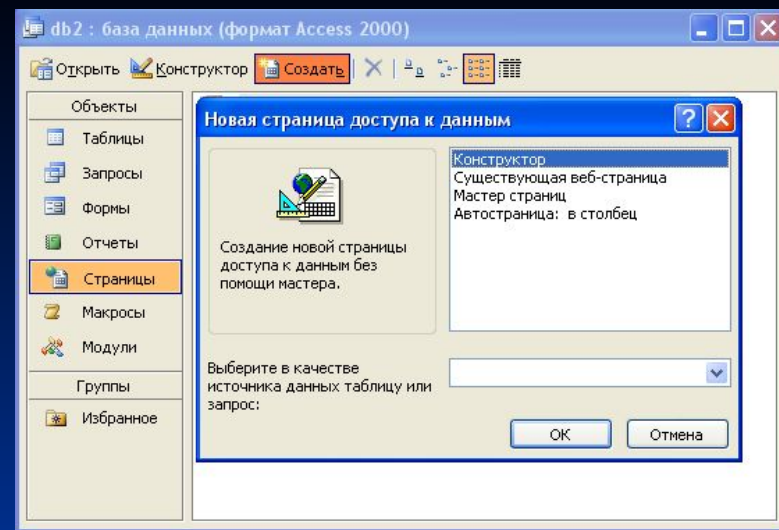 db2 : база данных (формат Access 2000)
Открыть Конструктор Создать
Объекты
Таблицы
Запросы
Формы
Отчеты
Страницы
Макросы
Модули
Группы
Избранное
Новая страница доступа к данным
Создание новой страницы
доступа к данным без
помощи мастера.
Конструктор
Существующая веб-страница
Мастер страниц
Автостраница: в столбец
Выберите в качестве
источника данных таблицу или
запрос:
ОК Отмена